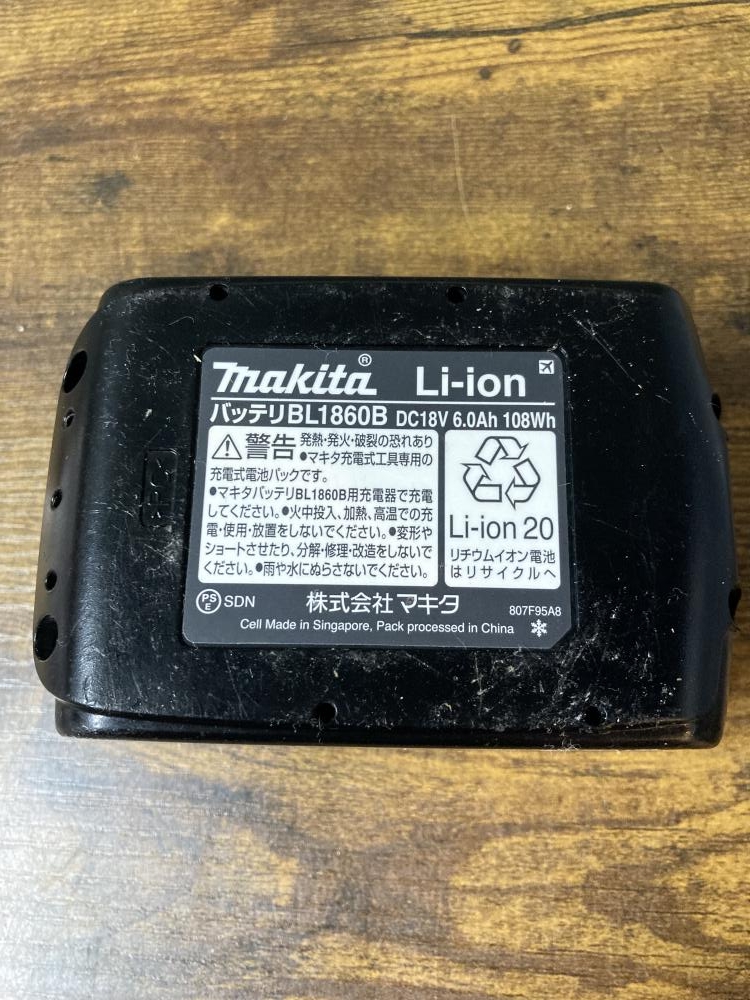 makita® Li-ion
バッテリBL1860B DC18V 6.0Ah 108Wh
警告 発熱・発火・破裂の恐れあり
●マキタ充電式工具専用の
充電式電池パックです。
●マキタバッテリBL1860B用充電器で充電
してください。●火中投入、加熱、高温での充
電・使用・放置をしないでください。●変形や
ショートさせたり、分解・修理・改造をしないで
ください。●雨や水にぬらさないでください。
Li-ion 20
リチウムイオン電池
はリサイクルへ
PSE SDN 株式会社マキタ 807F95A8
Cell Made in Singapore, Pack processed in China